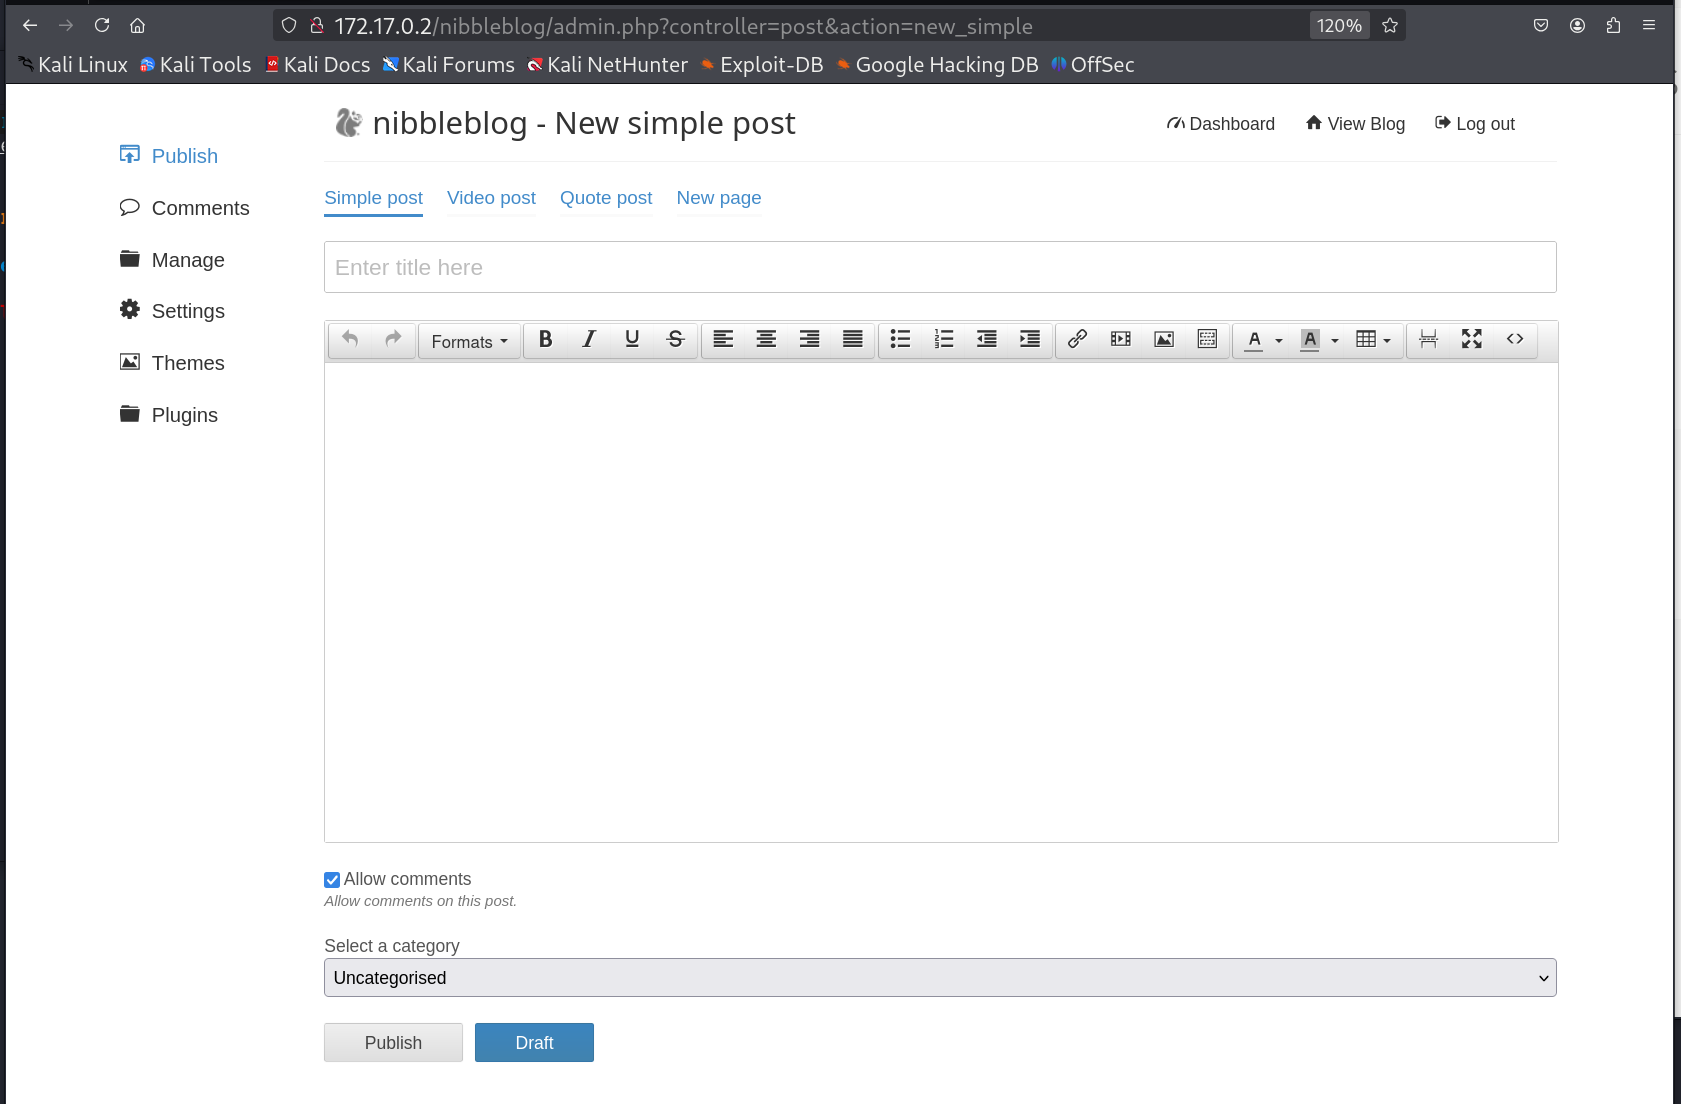 172.17.0.2/nibbleblog/admin.php?controller=post&action=new_simple 120%
Kali Linux Kali Tools Kali Docs Kali Forums Kali NetHunter Exploit-DB Google Hacking DB OffSec
nibbleblog - New simple post
Dashboard View Blog Log out
Publish
Comments
Manage
Settings
Themes
Plugins
Simple post Video post Quote post New page
Enter title here
Formats B I U S A A
Allow comments
Allow comments on this post.
Select a category
Uncategorised
Publish Draft